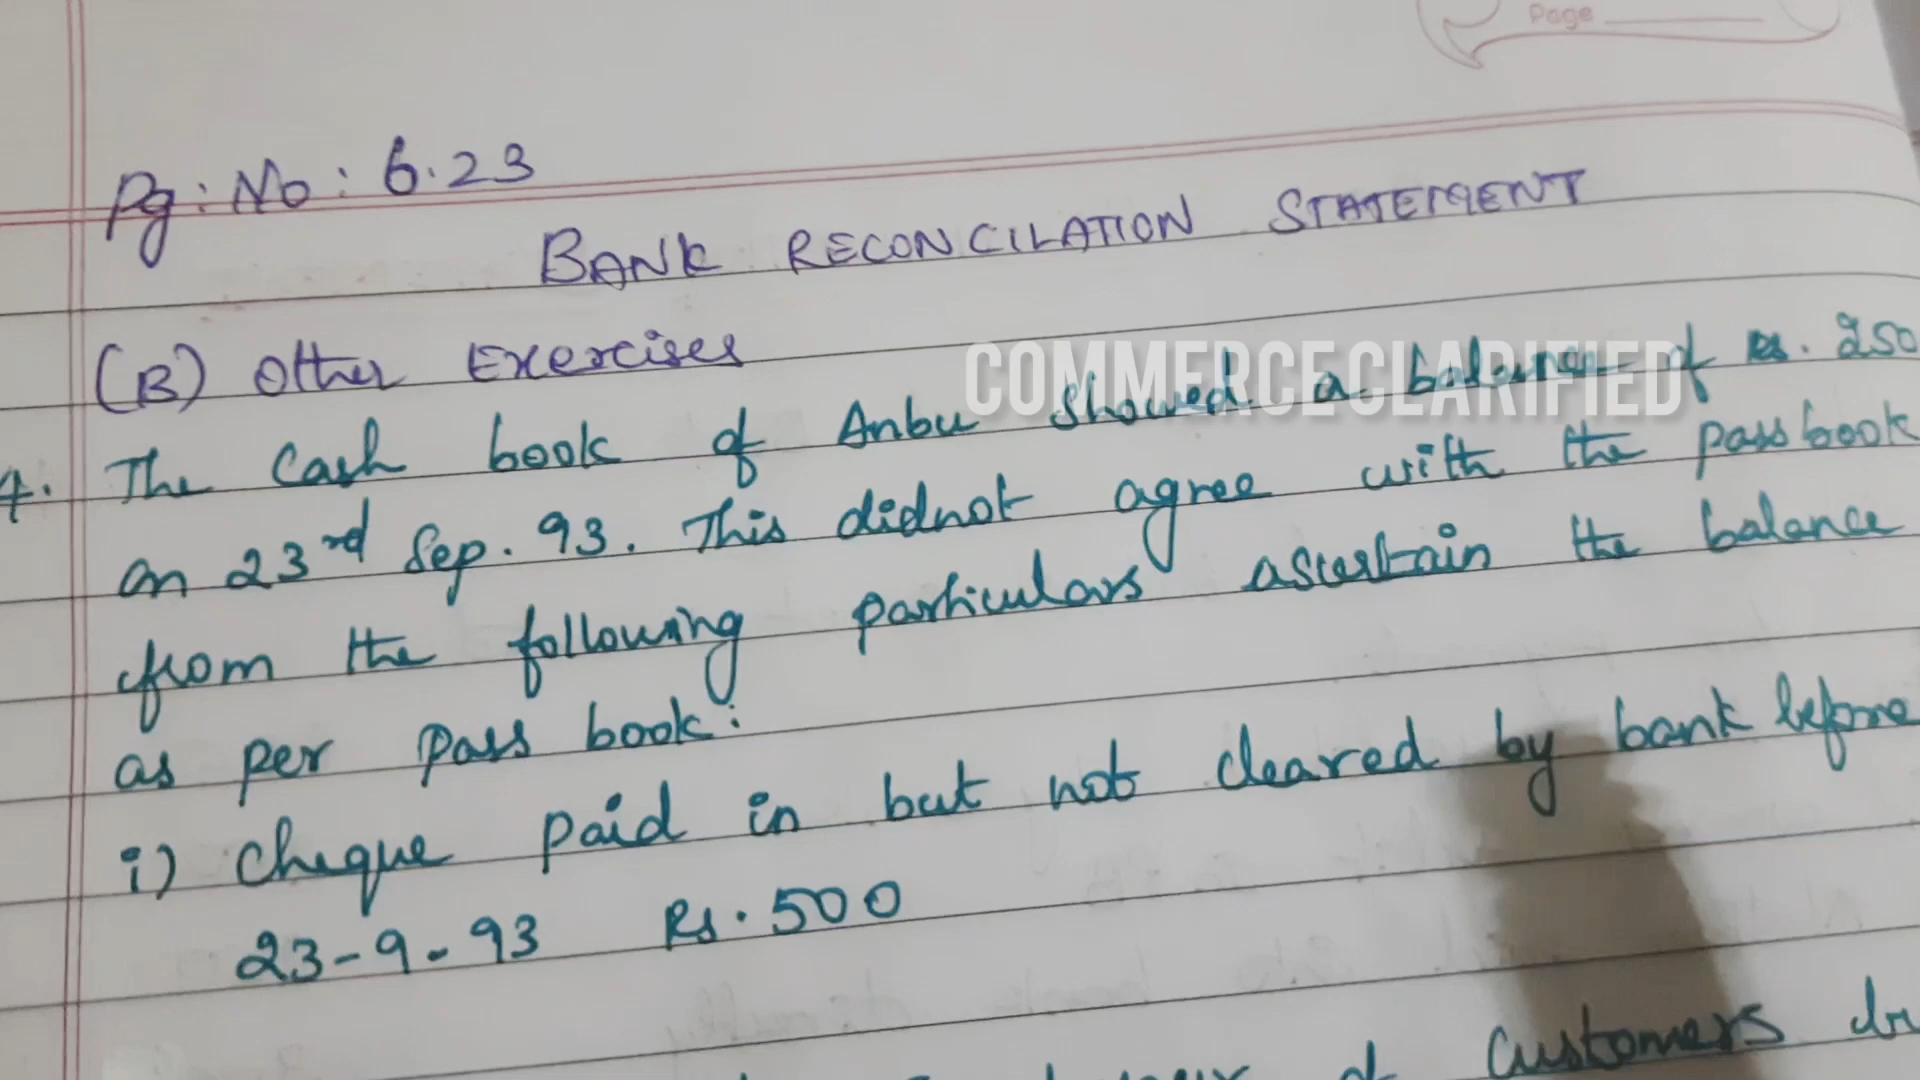 Page
Pg: No: 6.23
BANK RECONCILATION STATEMENT
(B) Other Exercises
COMMERCE CLARIFIED
4. The Cash book of Anbu showed a balance of Rs. 250
on 23rd Sep. 93. This didnot agree with the passbook
from the following particulars ascertain the balance
as per pass book:
i) Cheque paid in but not cleared by bank before
23-9-93 Rs. 500
of customers